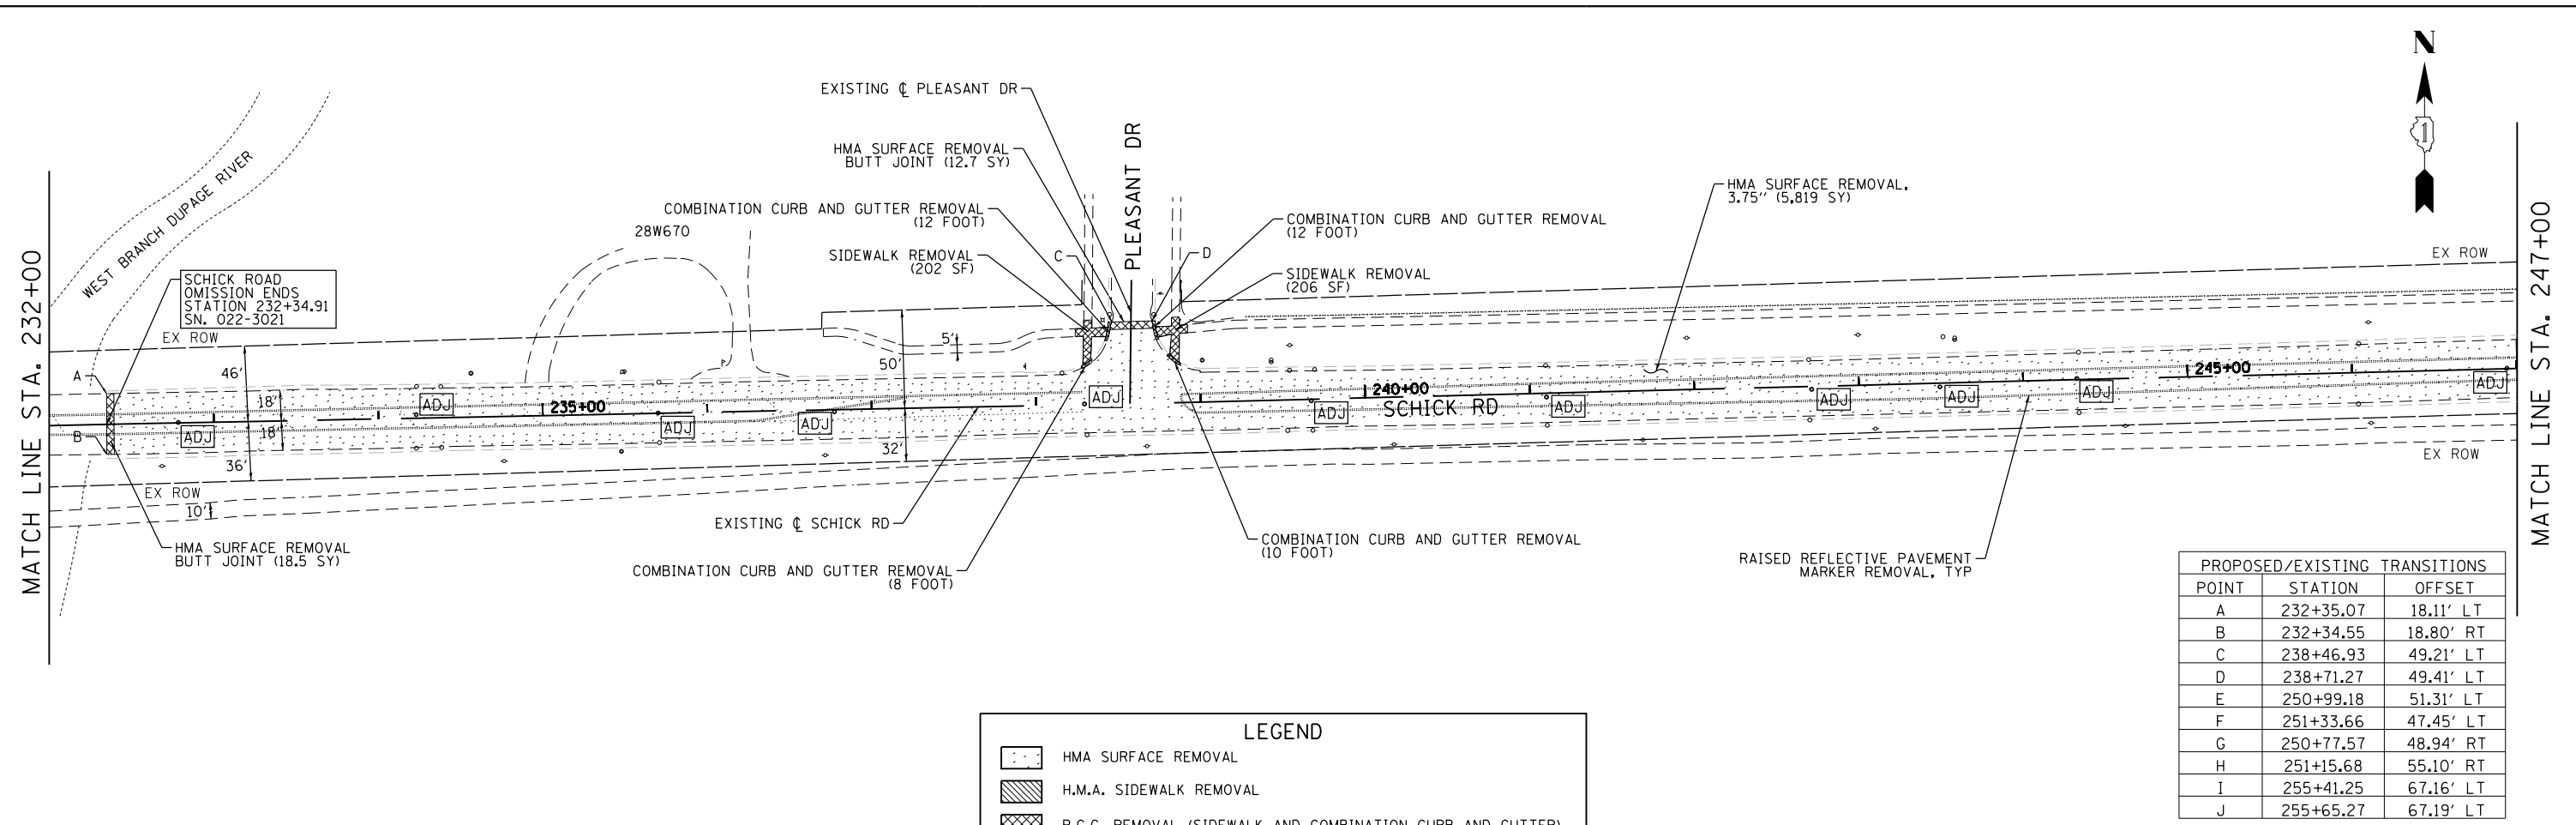 N
1
EXISTING ℄ PLEASANT DR
HMA SURFACE REMOVAL
BUTT JOINT (12.7 SY)
PLEASANT DR
COMBINATION CURB AND GUTTER REMOVAL
(12 FOOT)
28W670
SIDEWALK REMOVAL
(202 SF)
C
D
COMBINATION CURB AND GUTTER REMOVAL
(12 FOOT)
SIDEWALK REMOVAL
(206 SF)
HMA SURFACE REMOVAL,
3.75" (5,819 SY)
WEST BRANCH DUPAGE RIVER
MATCH LINE STA. 232+00
MATCH LINE STA. 247+00
SCHICK ROAD
OMISSION ENDS
STATION 232+34.91
SN. 022-3021
EX ROW
EX ROW
A
B
46'
18'
18'
36'
5'
50'
32'
P
ADJ
ADJ
235+00
ADJ
ADJ
ADJ
240+00
SCHICK RD
ADJ
ADJ
ADJ
ADJ
ADJ
245+00
ADJ
EX ROW
EX ROW
10'
HMA SURFACE REMOVAL
BUTT JOINT (18.5 SY)
EXISTING ℄ SCHICK RD
COMBINATION CURB AND GUTTER REMOVAL
(8 FOOT)
COMBINATION CURB AND GUTTER REMOVAL
(10 FOOT)
RAISED REFLECTIVE PAVEMENT
MARKER REMOVAL, TYP
PROPOSED/EXISTING TRANSITIONS
POINT STATION OFFSET
A 232+35.07 18.11' LT
B 232+34.55 18.80' RT
C 238+46.93 49.21' LT
D 238+71.27 49.41' LT
E 250+99.18 51.31' LT
F 251+33.66 47.45' LT
G 250+77.57 48.94' RT
H 251+15.68 55.10' RT
I 255+41.25 67.16' LT
J 255+65.27 67.19' LT
LEGEND
HMA SURFACE REMOVAL
H.M.A. SIDEWALK REMOVAL
P.C.C. REMOVAL (SIDEWALK AND COMBINATION CURB AND GUTTER)